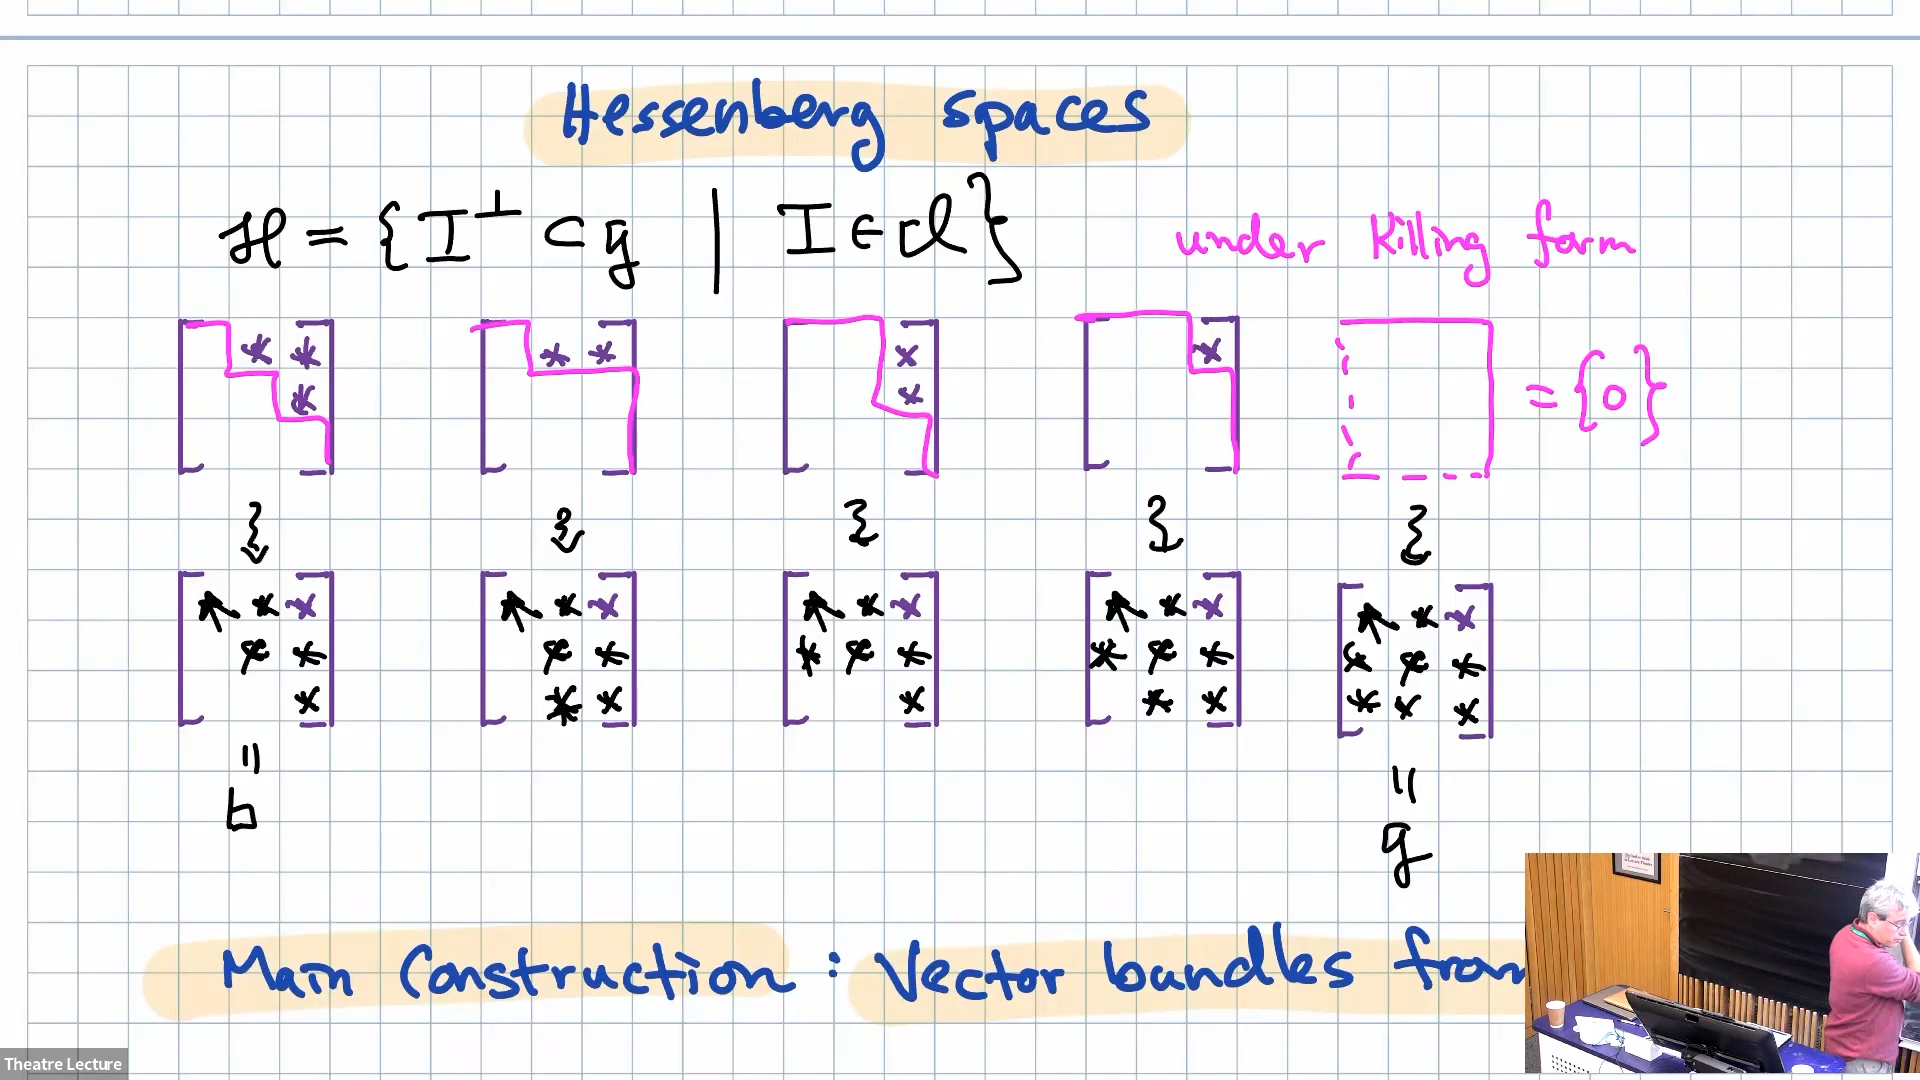 Hessenberg spaces
ℋ = { I^⊥ ⊂ 𝔤 | I ∈ 𝒥 } under Killing form
* * * * * * = {0}
* *
* * * * * * * * * * * * * *
* * * * * * * * * * * * *
* * * * * * * * * *
= =
b 𝔤
Main Construction : Vector bundles from
Theatre Lecture